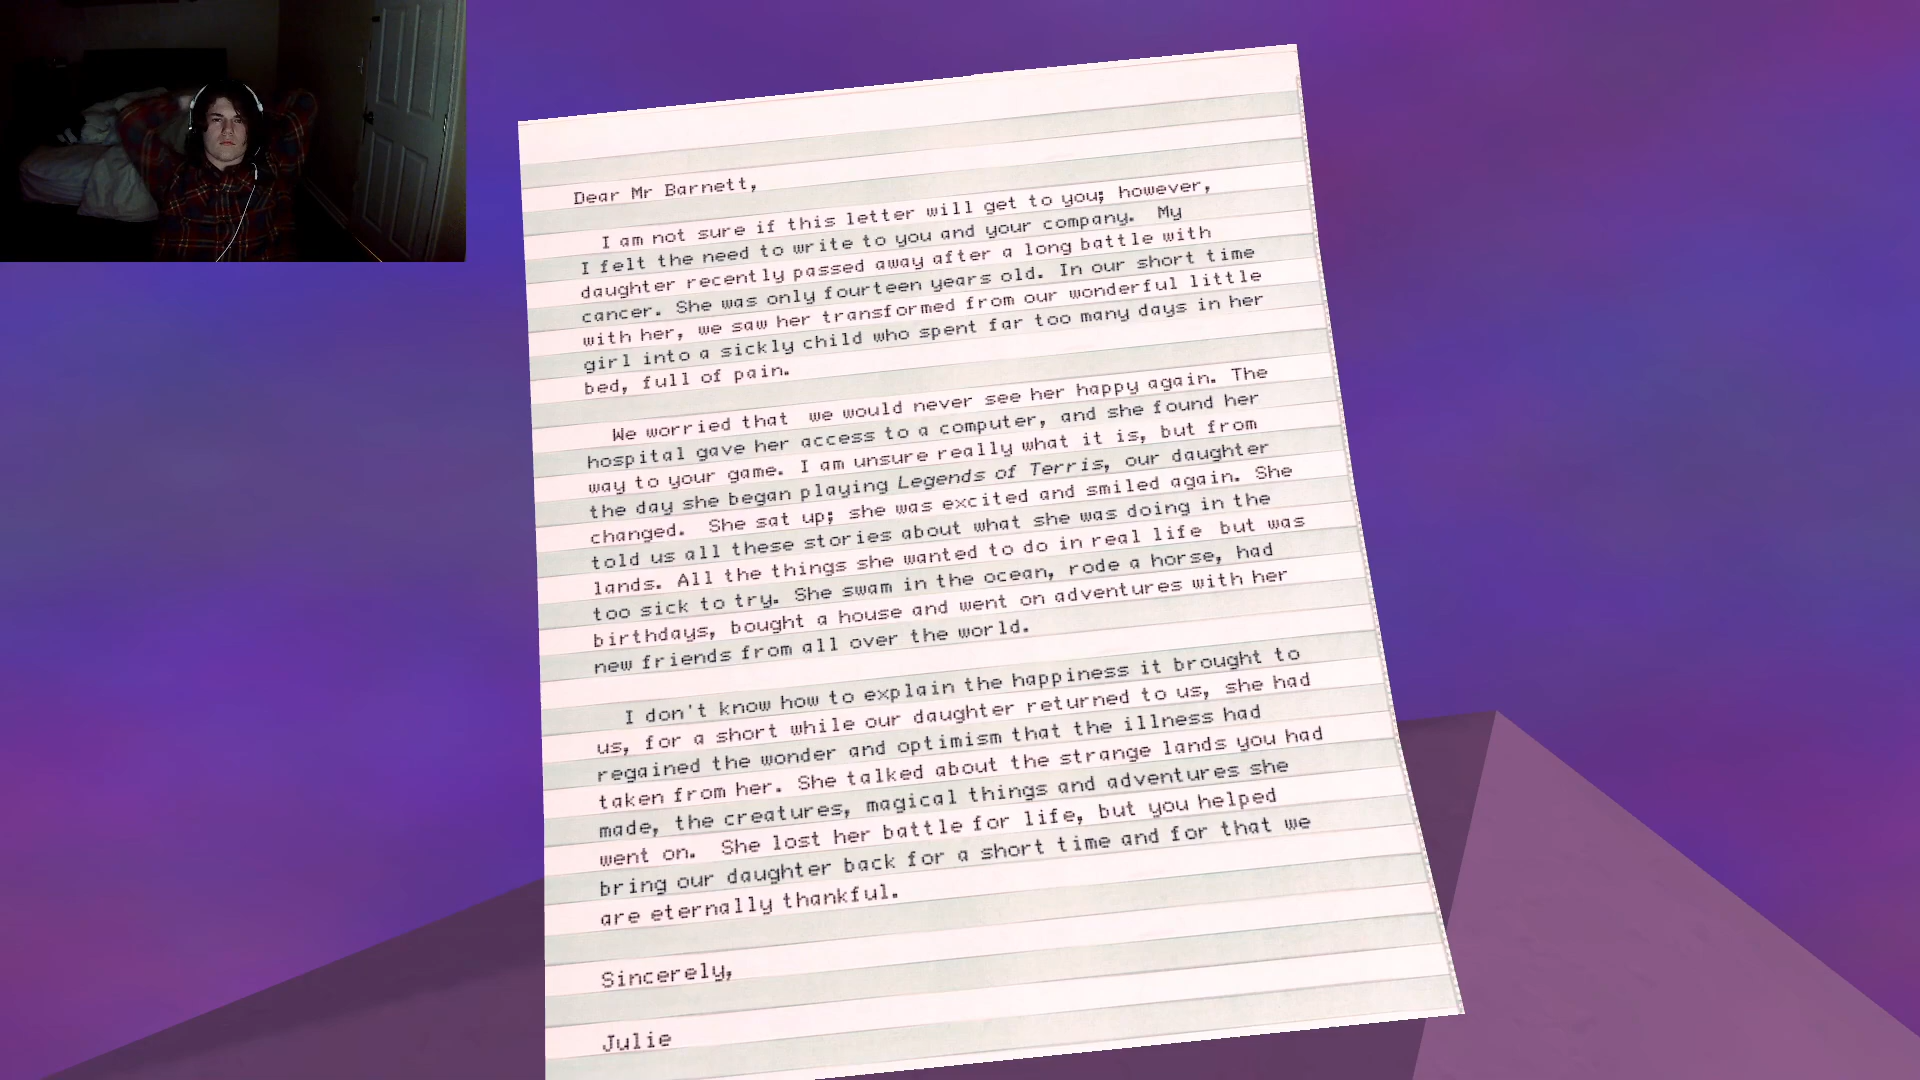 Dear Mr Barnett,
I am not sure if this letter will get to you; however,
I felt the need to write to you and your company. My
daughter recently passed away after a long battle with
cancer. She was only fourteen years old. In our short time
with her, we saw her transformed from our wonderful little
girl into a sickly child who spent far too many days in her
bed, full of pain.
We worried that we would never see her happy again. The
hospital gave her access to a computer, and she found her
way to your game. I am unsure really what it is, but from
the day she began playing Legends of Terris, our daughter
changed. She sat up; she was excited and smiled again. She
told us all these stories about what she was doing in the
lands. All the things she wanted to do in real life but was
too sick to try. She swam in the ocean, rode a horse, had
birthdays, bought a house and went on adventures with her
new friends from all over the world.
I don't know how to explain the happiness it brought to
us, for a short while our daughter returned to us, she had
regained the wonder and optimism that the illness had
taken from her. She talked about the strange lands you had
made, the creatures, magical things and adventures she
went on. She lost her battle for life, but you helped
bring our daughter back for a short time and for that we
are eternally thankful.
Sincerely,
Julie